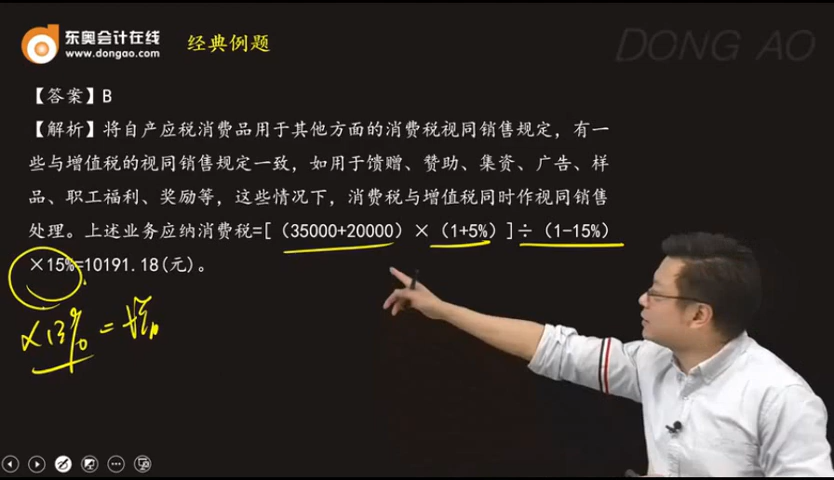 东奥会计在线
www.dongao.com
经典例题
DONG AO
【答案】B
【解析】将自产应税消费品用于其他方面的消费税视同销售规定，有一
些与增值税的视同销售规定一致，如用于馈赠、赞助、集资、广告、样
品、职工福利、奖励等，这些情况下，消费税与增值税同时作视同销售
处理。上述业务应纳消费税=[（35000+20000）×（1+5%）]÷（1-15%）
×15%=10191.18(元)。
×13% =